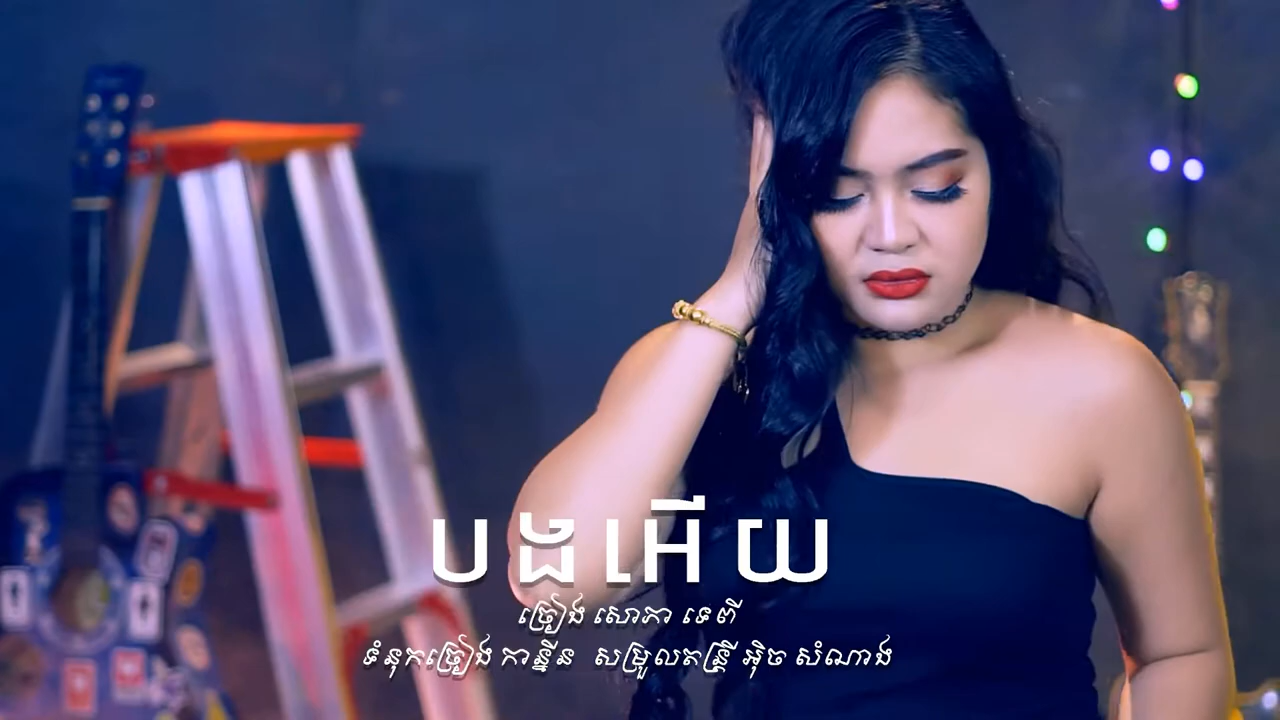 បងអើយ
ច្រៀង សោភា ទេពី
ទំនុកច្រៀង កាន្នីន សម្រួលតន្ត្រី អ៊ិច សំណាង